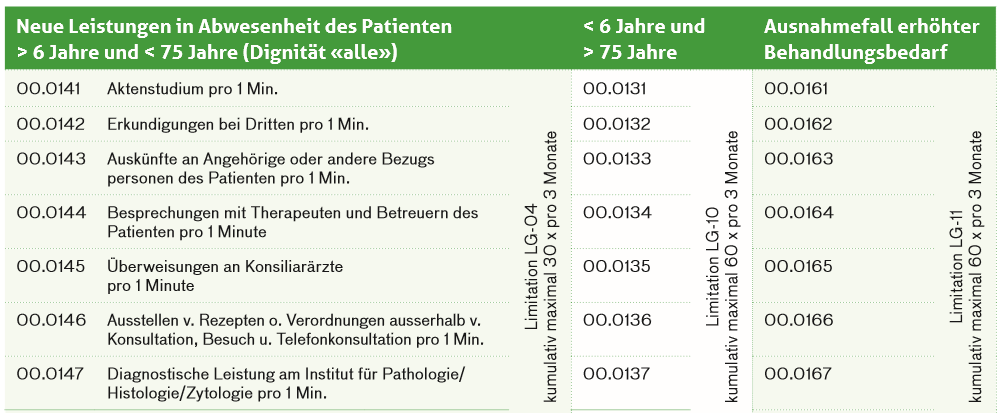 Neue Leistungen in Abwesenheit des Patienten
> 6 Jahre und < 75 Jahre (Dignität «alle»)
< 6 Jahre und
> 75 Jahre
Ausnahmefall erhöhter
Behandlungsbedarf
00.0141 Aktenstudium pro 1 Min. 00.0131 00.0161
00.0142 Erkundigungen bei Dritten pro 1 Min. 00.0132 00.0162
00.0143 Auskünfte an Angehörige oder andere Bezugs 00.0133 00.0163
personen des Patienten pro 1 Min.
00.0144 Besprechungen mit Therapeuten und Betreuern des 00.0134 00.0164
Patienten pro 1 Minute
00.0145 Überweisungen an Konsiliarärzte 00.0135 00.0165
pro 1 Minute
00.0146 Ausstellen v. Rezepten o. Verordnungen ausserhalb v. 00.0136 00.0166
Konsultation, Besuch u. Telefonkonsultation pro 1 Min.
00.0147 Diagnostische Leistung am Institut für Pathologie/ 00.0137 00.0167
Histologie/Zytologie pro 1 Min.
Limitation LG-04
kumulativ maximal 30 x pro 3 Monate
Limitation LG-10
kumulativ maximal 60 x pro 3 Monate
Limitation LG-11
kumulativ maximal 60 x pro 3 Monate